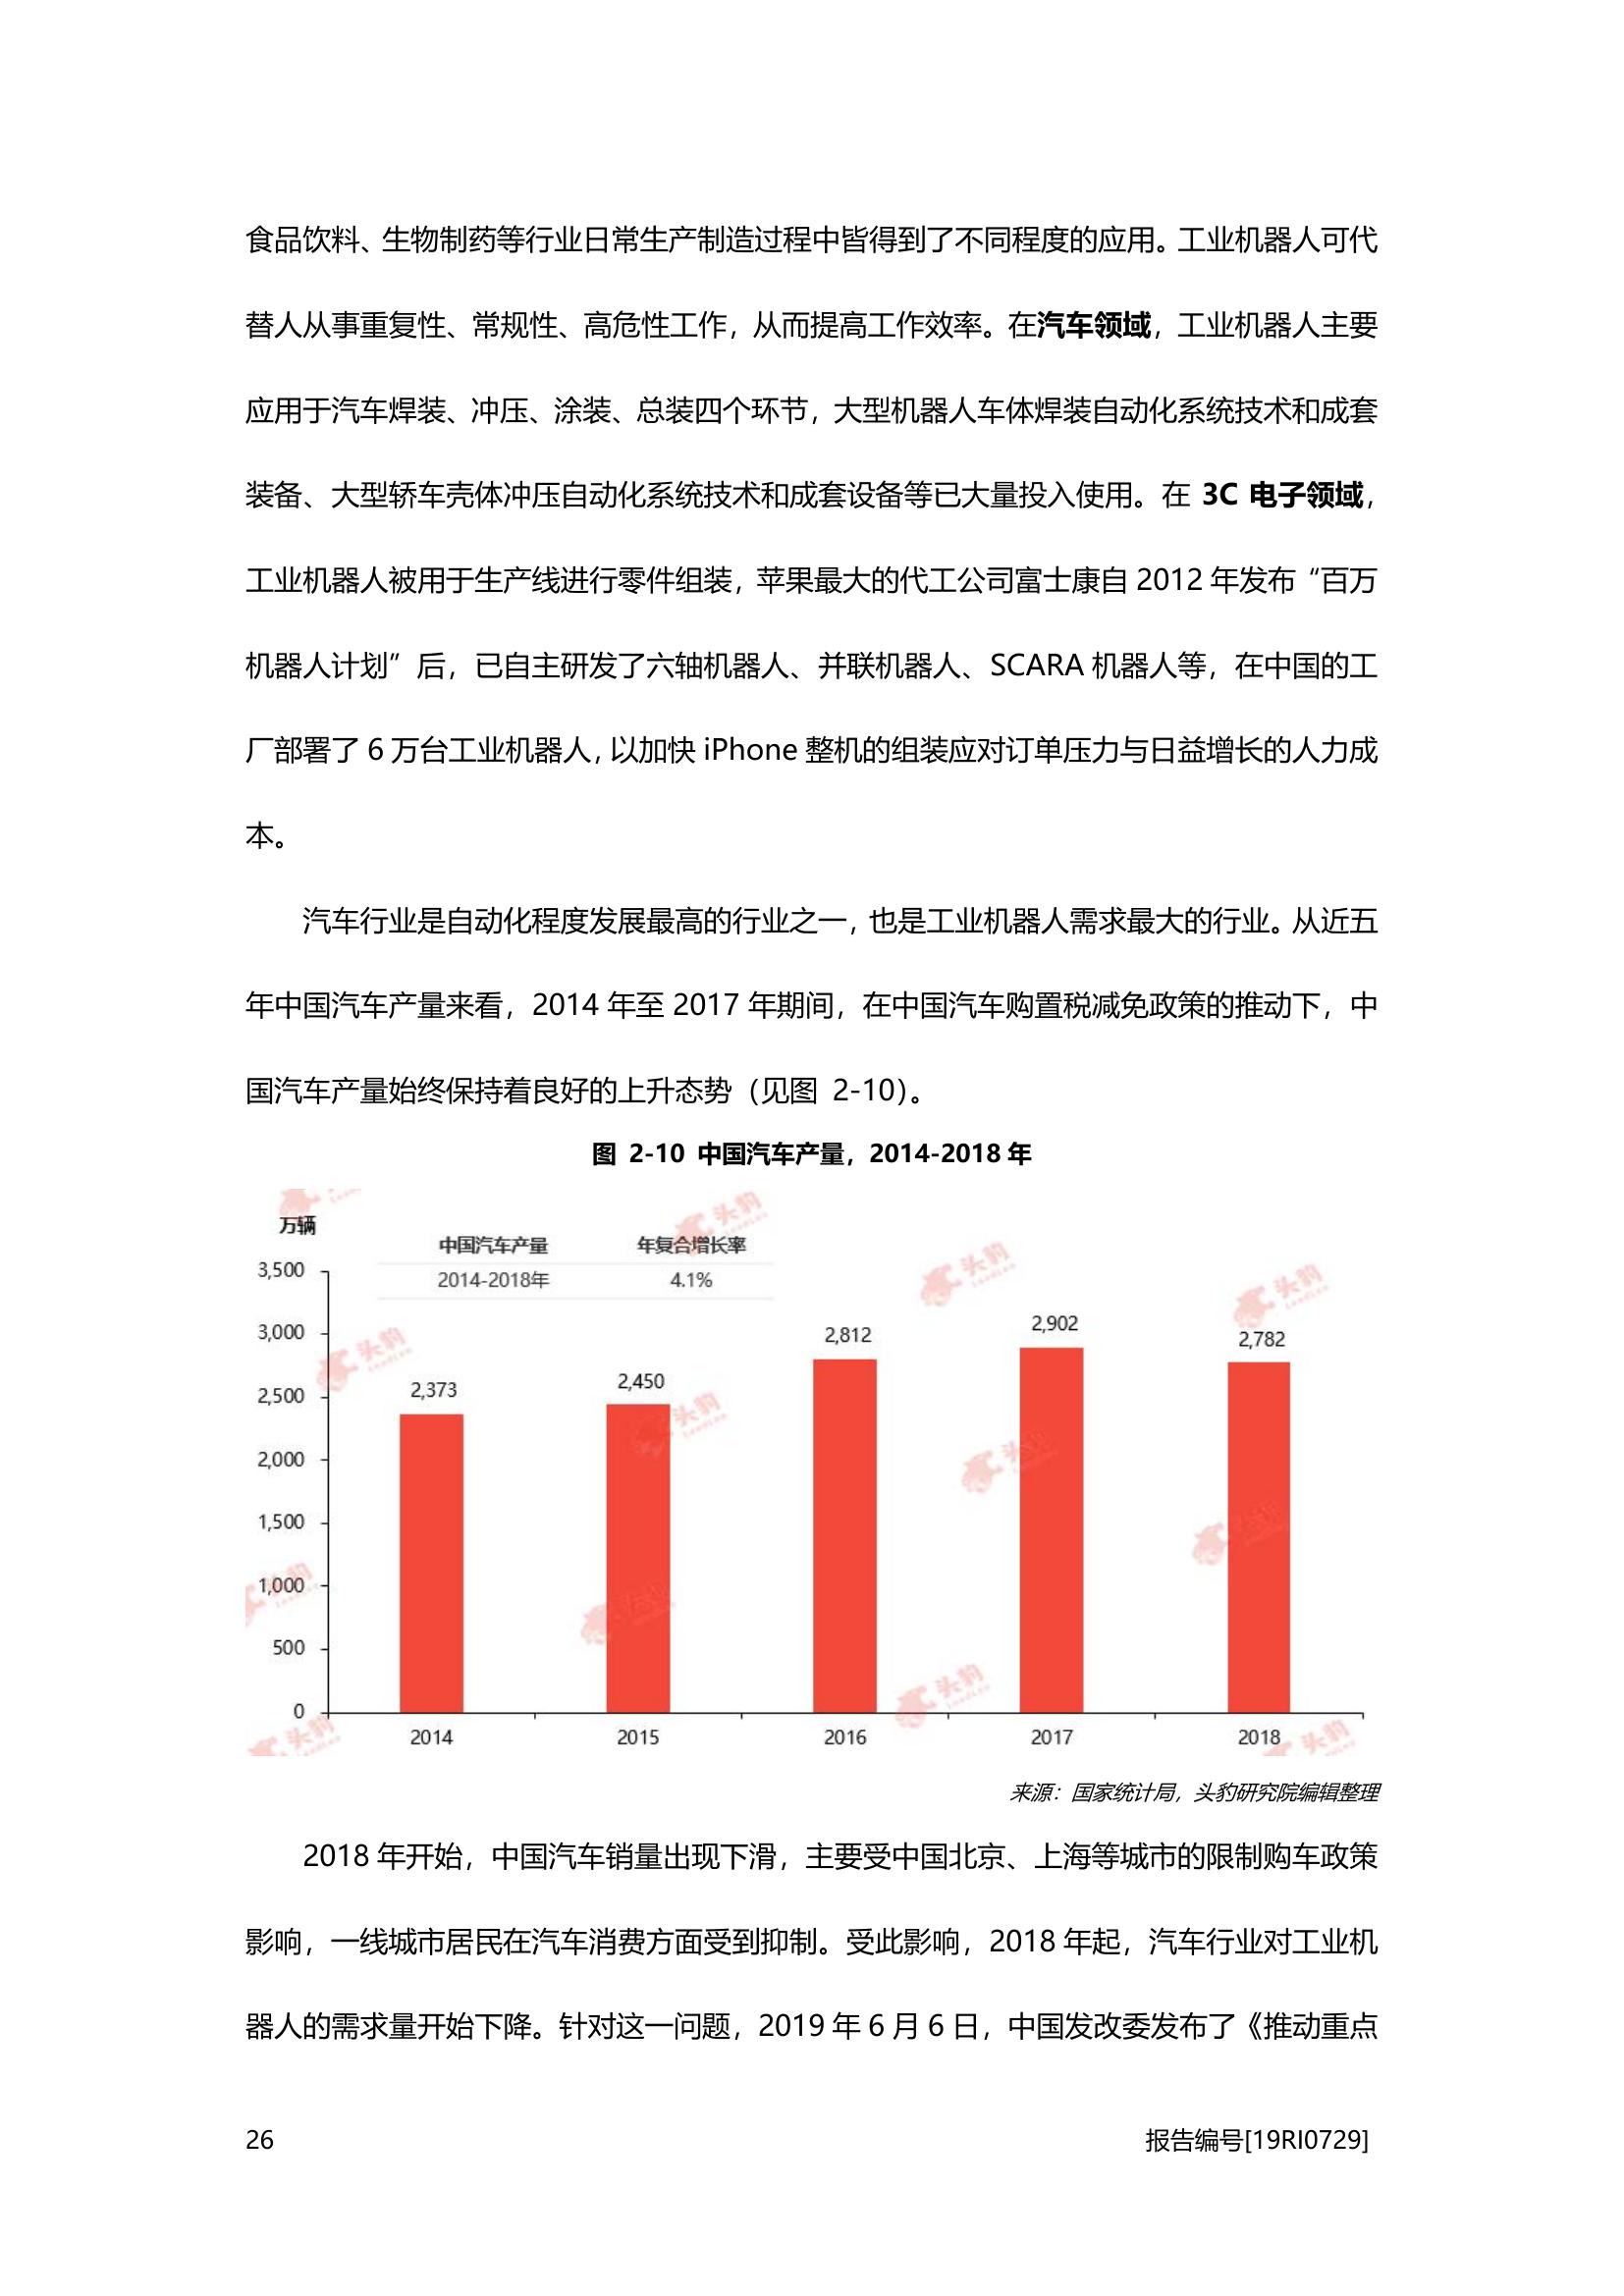 食品饮料、生物制药等行业日常生产制造过程中皆得到了不同程度的应用。工业机器人可代
替人从事重复性、常规性、高危性工作，从而提高工作效率。在汽车领域，工业机器人主要
应用于汽车焊装、冲压、涂装、总装四个环节，大型机器人车体焊装自动化系统技术和成套
装备、大型轿车壳体冲压自动化系统技术和成套设备等已大量投入使用。在 3C 电子领域，
工业机器人被用于生产线进行零件组装，苹果最大的代工公司富士康自 2012 年发布“百万
机器人计划”后，已自主研发了六轴机器人、并联机器人、SCARA 机器人等，在中国的工
厂部署了 6 万台工业机器人，以加快 iPhone 整机的组装应对订单压力与日益增长的人力成
本。
汽车行业是自动化程度发展最高的行业之一，也是工业机器人需求最大的行业。从近五
年中国汽车产量来看，2014 年至 2017 年期间，在中国汽车购置税减免政策的推动下，中
国汽车产量始终保持着良好的上升态势（见图 2-10）。
图 2-10 中国汽车产量，2014-2018 年
万辆
中国汽车产量 年复合增长率
2014-2018年 4.1%
3,500
3,000
2,500
2,000
1,500
1,000
500
0
2,373
2,450
2,812
2,902
2,782
2014 2015 2016 2017 2018
头豹
来源：国家统计局，头豹研究院编辑整理
2018 年开始，中国汽车销量出现下滑，主要受中国北京、上海等城市的限制购车政策
影响，一线城市居民在汽车消费方面受到抑制。受此影响，2018 年起，汽车行业对工业机
器人的需求量开始下降。针对这一问题，2019 年 6 月 6 日，中国发改委发布了《推动重点
26 报告编号[19RI0729]